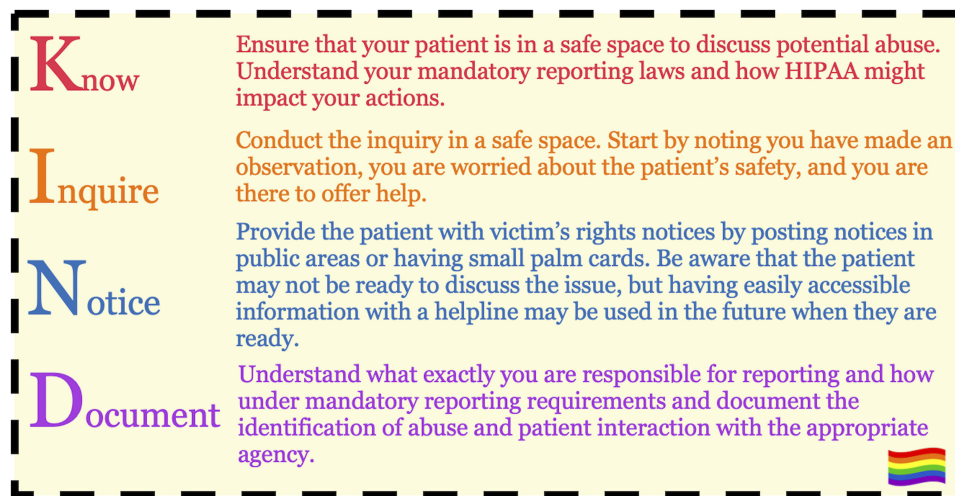 Know
Ensure that your patient is in a safe space to discuss potential abuse.
Understand your mandatory reporting laws and how HIPAA might
impact your actions.
Inquire
Conduct the inquiry in a safe space. Start by noting you have made an
observation, you are worried about the patient's safety, and you are
there to offer help.
Notice
Provide the patient with victim's rights notices by posting notices in
public areas or having small palm cards. Be aware that the patient
may not be ready to discuss the issue, but having easily accessible
information with a helpline may be used in the future when they are
ready.
Document
Understand what exactly you are responsible for reporting and how
under mandatory reporting requirements and document the
identification of abuse and patient interaction with the appropriate
agency.